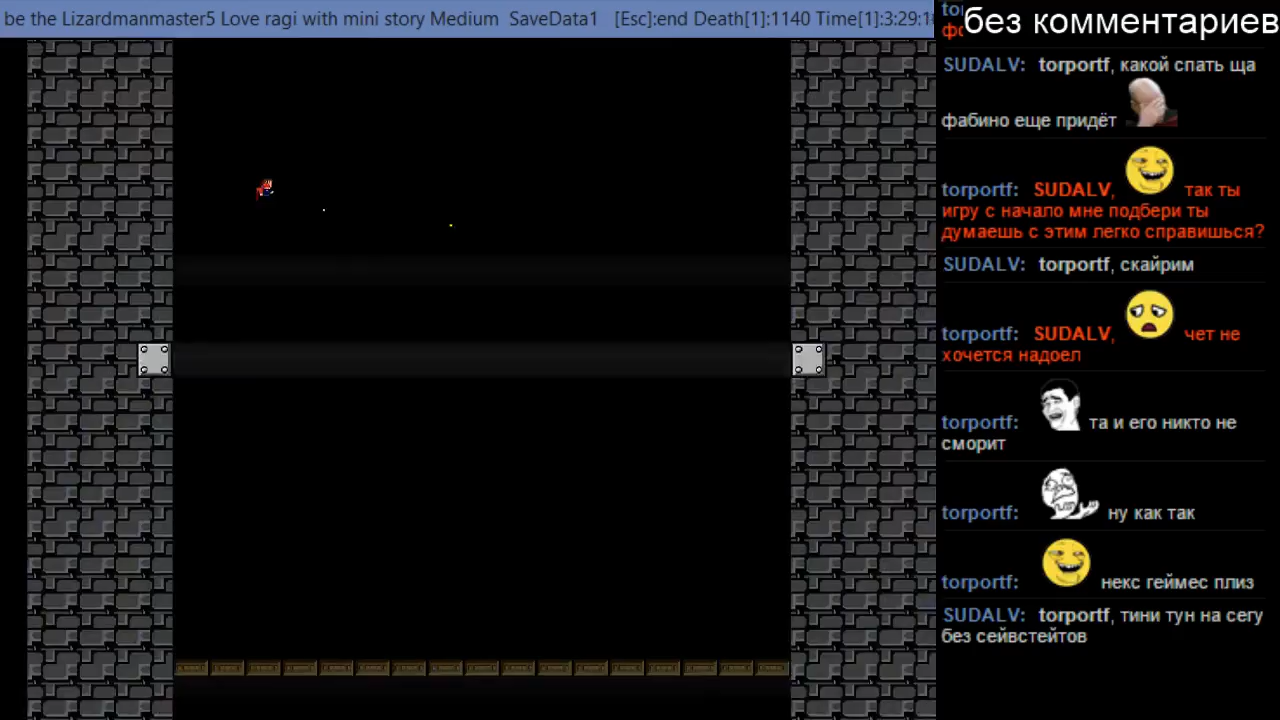 be the Lizardmanmaster5 Love ragi with mini story Medium  SaveData1   [Esc]:end Death[1]:1140 Time[1]:3:29:1
без комментариев
SUDALV: torportf, какой спать ща
фабино еще придёт
torportf: SUDALV, так ты
игру с начало мне подбери ты
думаешь с этим легко справишься?
SUDALV: torportf, скайрим
torportf: SUDALV, чет не
хочется надоел
torportf: та и его никто не
сморит
torportf: ну как так
torportf: некс геймес плиз
SUDALV: torportf, тини тун на сегу
без сейвстейтов